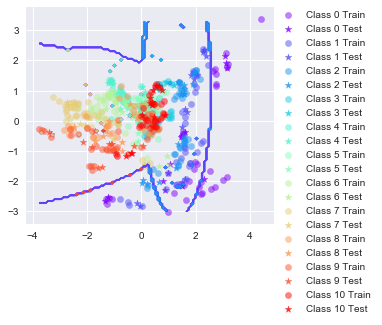 3
2
1
0
−1
−2
−3
−4
−2
0
2
4
Class 0 Train
Class 0 Test
Class 1 Train
Class 1 Test
Class 2 Train
Class 2 Test
Class 3 Train
Class 3 Test
Class 4 Train
Class 4 Test
Class 5 Train
Class 5 Test
Class 6 Train
Class 6 Test
Class 7 Train
Class 7 Test
Class 8 Train
Class 8 Test
Class 9 Train
Class 9 Test
Class 10 Train
Class 10 Test